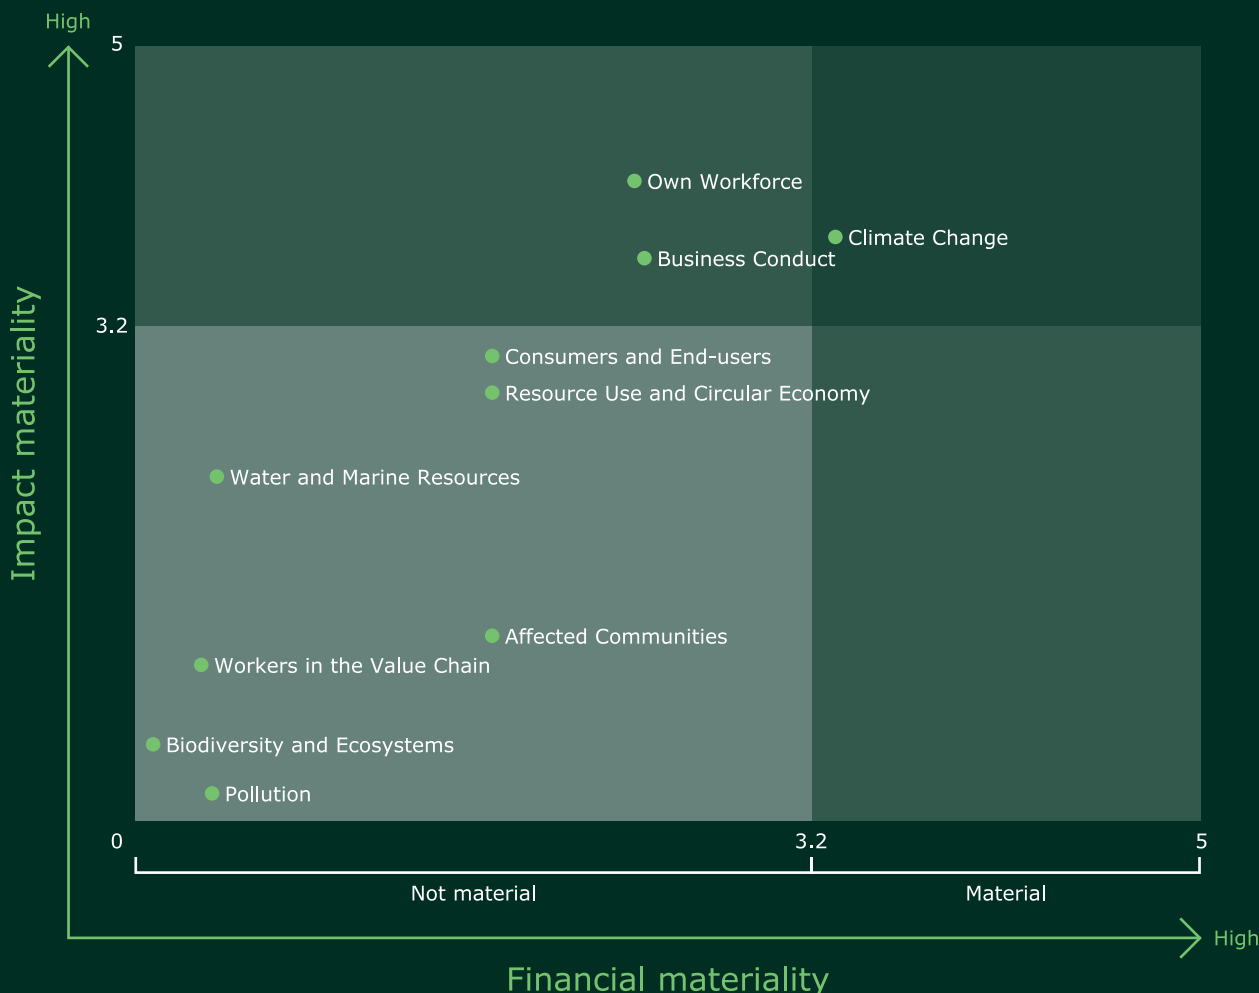 High
5
Own Workforce
Climate Change
Business Conduct
3.2
Consumers and End-users
Resource Use and Circular Economy
Impact materiality
Water and Marine Resources
Affected Communities
Workers in the Value Chain
Biodiversity and Ecosystems
Pollution
0
3.2
5
Not material
Material
High
Financial materiality